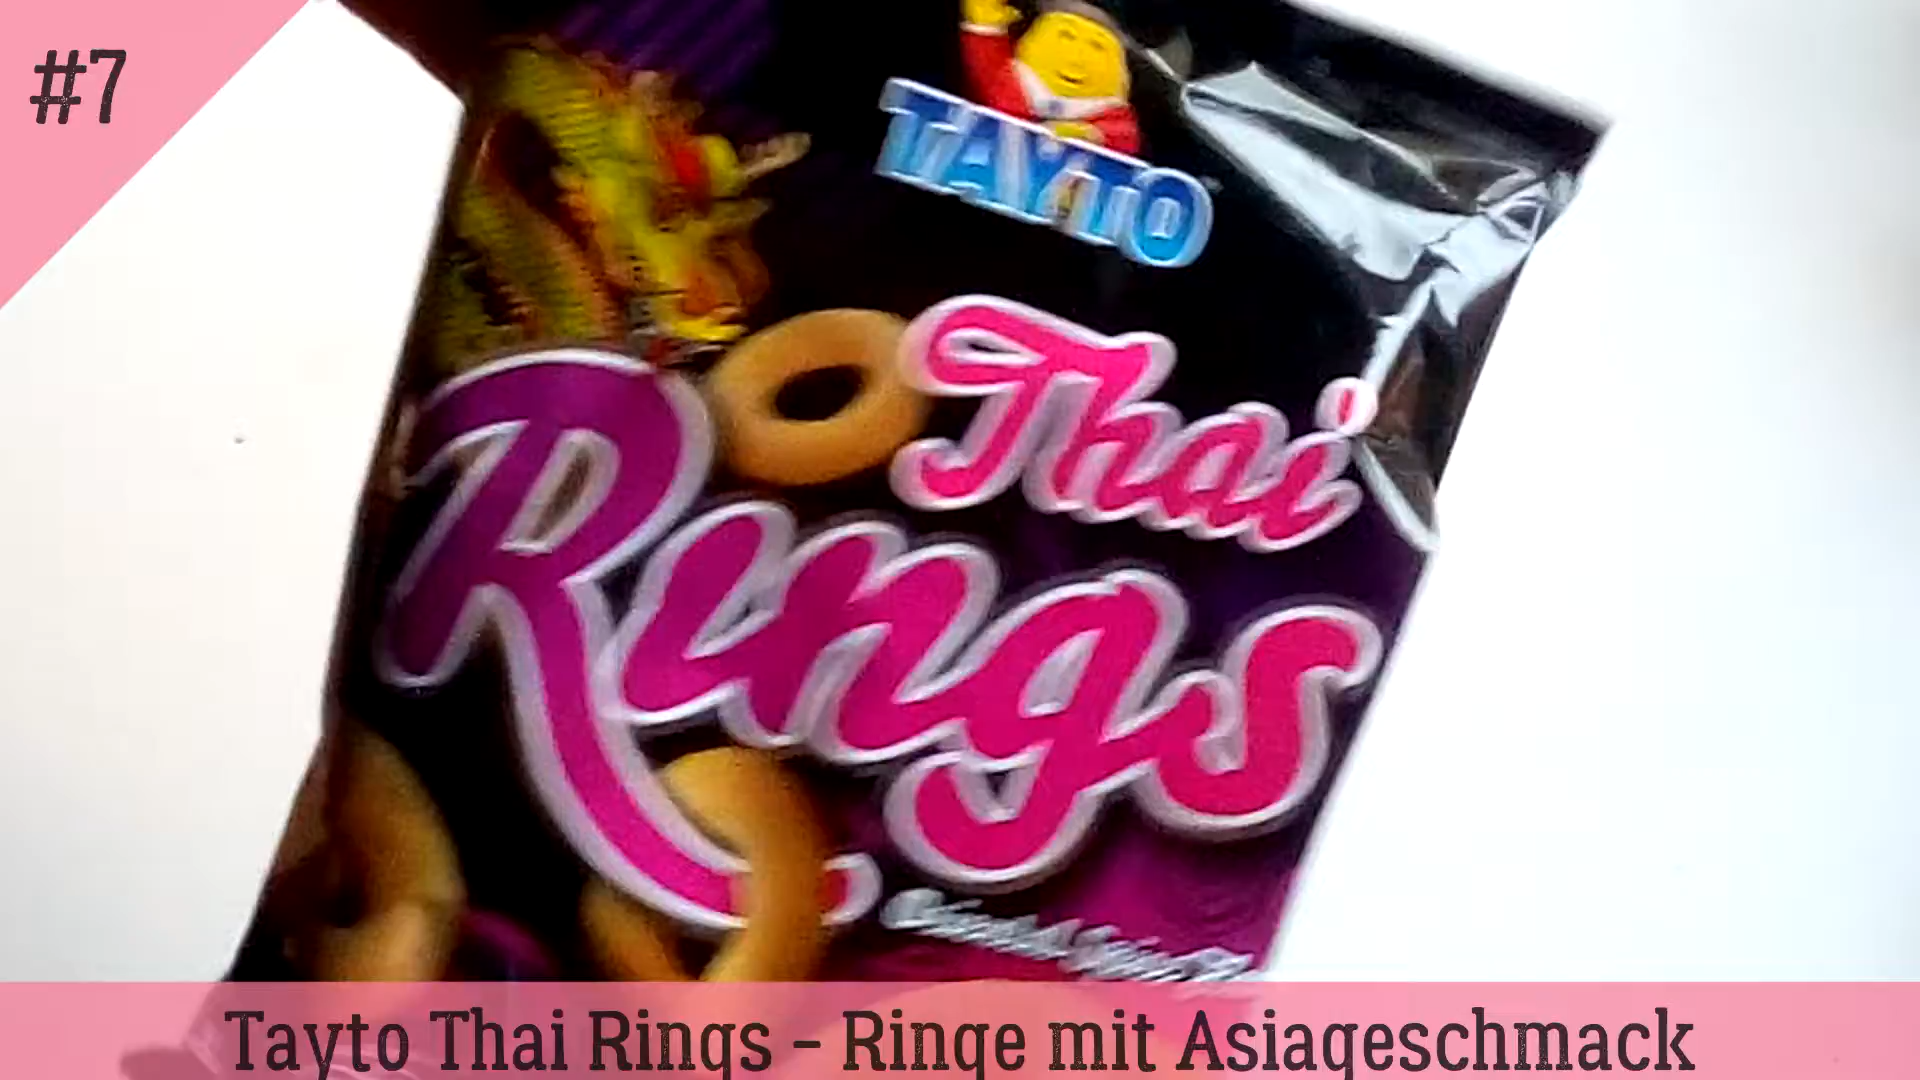 #7
TAYTO
Thai
Rings
Tayto Thai Rings - Ringe mit Asiageschmack